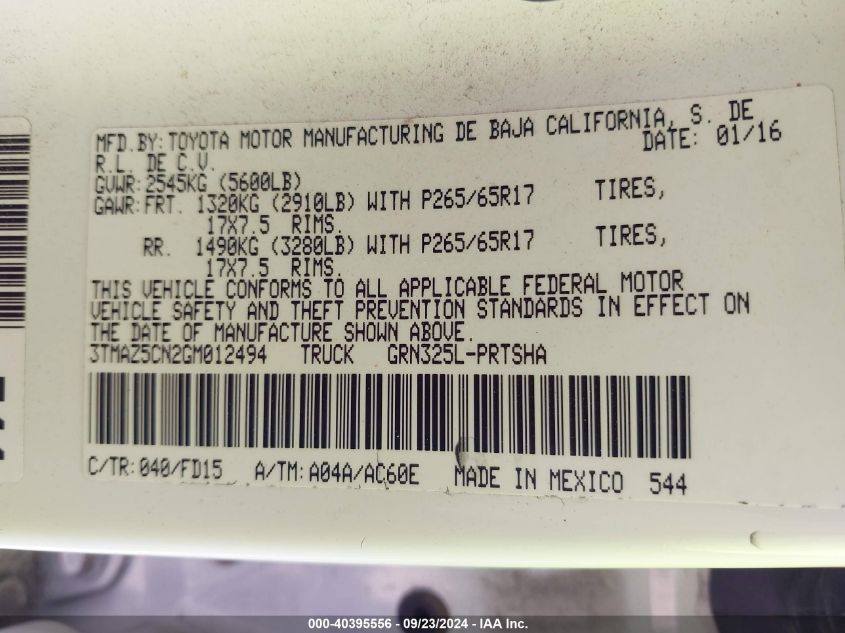 MFD. BY: TOYOTA MOTOR MANUFACTURING DE BAJA CALIFORNIA, S. DE
R.L. DE C.V. DATE: 01/16
GVWR: 2545KG (5600LB)
GAWR: FRT. 1320KG (2910LB) WITH P265/65R17 TIRES,
17X7.5 RIMS.
RR. 1490KG (3280LB) WITH P265/65R17 TIRES,
17X7.5 RIMS.
THIS VEHICLE CONFORMS TO ALL APPLICABLE FEDERAL MOTOR
VEHICLE SAFETY AND THEFT PREVENTION STANDARDS IN EFFECT ON
THE DATE OF MANUFACTURE SHOWN ABOVE.
3TMAZ5CN2GM012494 TRUCK GRN325L-PRTSHA
C/TR: 040/FD15 A/TM: A04A/AC60E MADE IN MEXICO 544
000-40395556 - 09/23/2024 - IAA Inc.